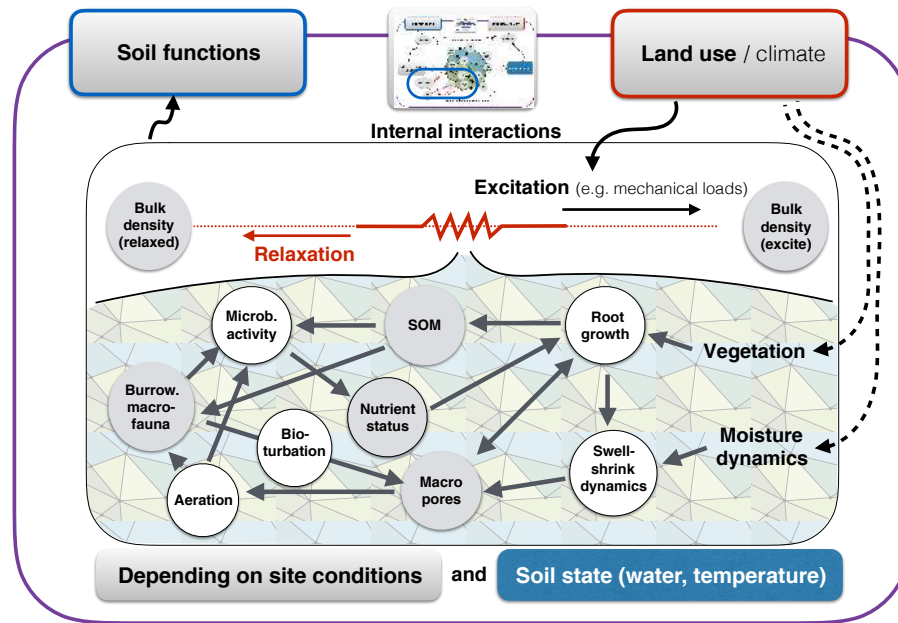 Soil functions
Land use / climate
Internal interactions
Excitation (e.g. mechanical loads)
Bulk
density
(relaxed)
Bulk
density
(excite)
Relaxation
Microb.
activity
SOM
Root
growth
Vegetation
Burrow.
macro-
fauna
Nutrient
status
Bio-
turbation
Moisture
dynamics
Swell-
shrink
dynamics
Macro
pores
Aeration
Depending on site conditions
and
Soil state (water, temperature)